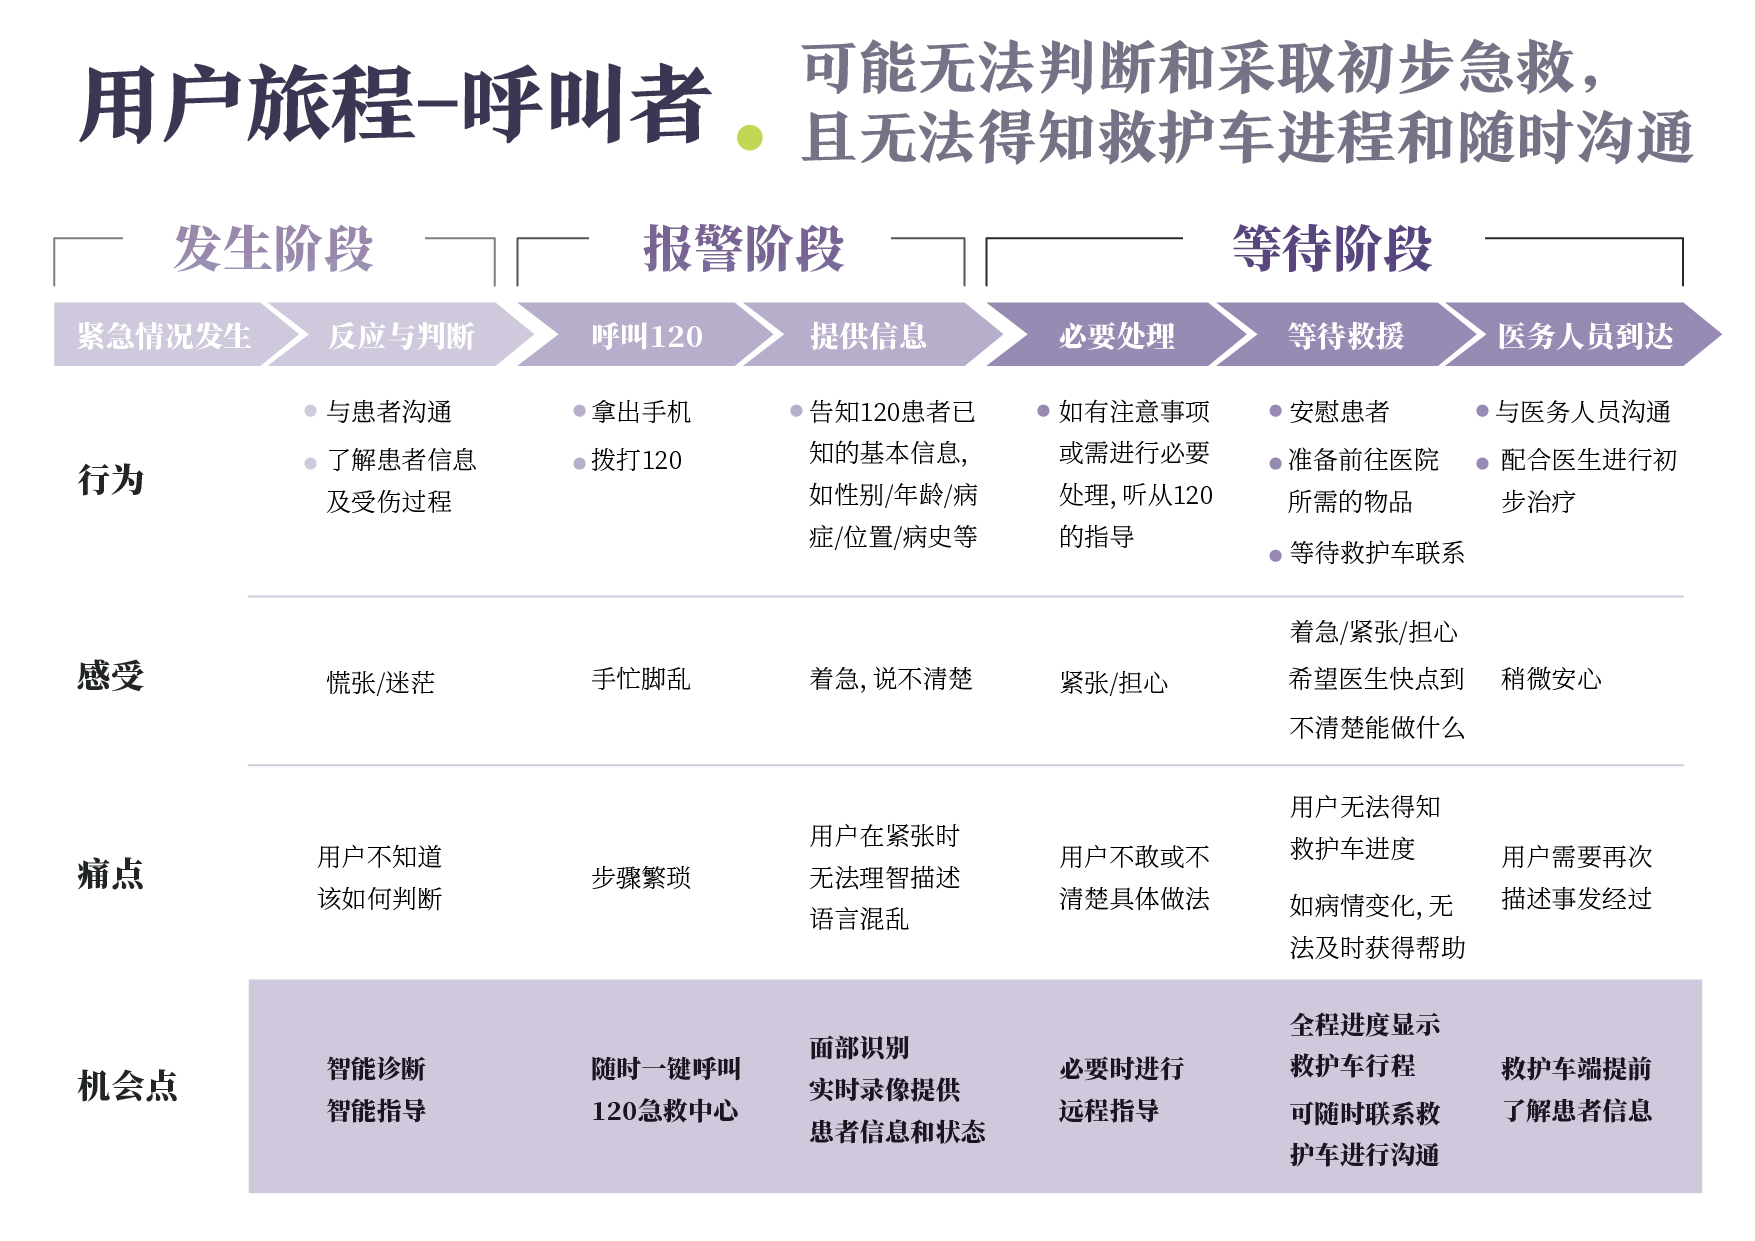 用户旅程-呼叫者
可能无法判断和采取初步急救，
且无法得知救护车进程和随时沟通
发生阶段
报警阶段
等待阶段
紧急情况发生
反应与判断
呼叫120
提供信息
必要处理
等待救援
医务人员到达
行为
与患者沟通
了解患者信息
及受伤过程
拿出手机
拨打120
告知120患者已
知的基本信息,
如性别/年龄/病
症/位置/病史等
如有注意事项
或需进行必要
处理, 听从120
的指导
安慰患者
准备前往医院
所需的物品
等待救护车联系
与医务人员沟通
配合医生进行初
步治疗
感受
慌张/迷茫
手忙脚乱
着急, 说不清楚
紧张/担心
着急/紧张/担心
希望医生快点到
不清楚能做什么
稍微安心
痛点
用户不知道
该如何判断
步骤繁琐
用户在紧张时
无法理智描述
语言混乱
用户不敢或不
清楚具体做法
用户无法得知
救护车进度
如病情变化, 无
法及时获得帮助
用户需要再次
描述事发经过
机会点
智能诊断
智能指导
随时一键呼叫
120急救中心
面部识别
实时录像提供
患者信息和状态
必要时进行
远程指导
全程进度显示
救护车行程
可随时联系救
护车进行沟通
救护车端提前
了解患者信息